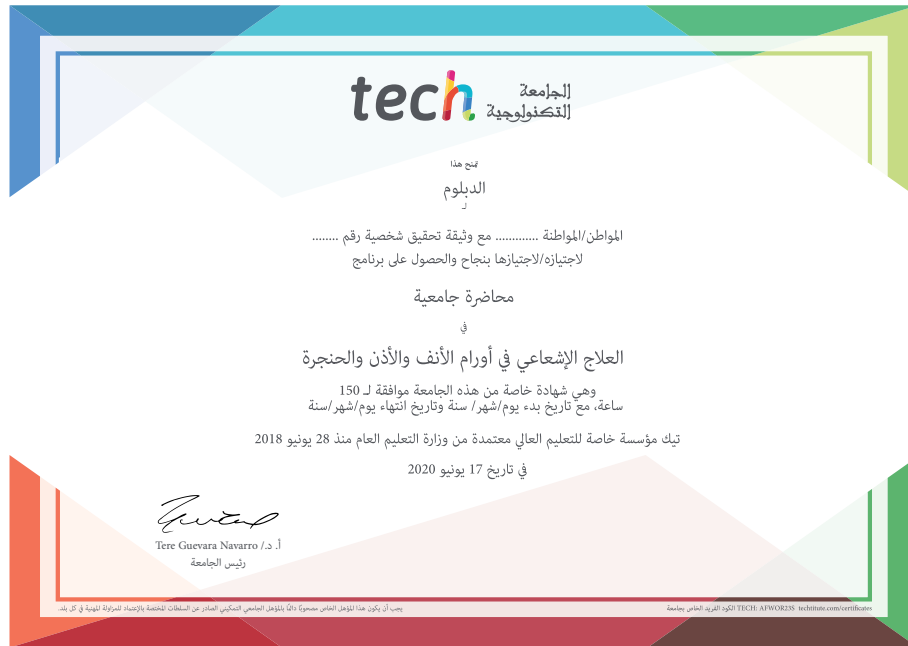 tech
الجامعة
التكنولوجية
تمنح هذا
الدبلوم
لـ
المواطن/المواطنة ............. مع وثيقة تحقيق شخصية رقم ........
لاجتيازه/لاجتيازها بنجاح والحصول على برنامج
محاضرة جامعية
في
العلاج الإشعاعي في أورام الأنف والأذن والحنجرة
وهي شهادة خاصة من هذه الجامعة موافقة لـ 150
ساعة، مع تاريخ بدء يوم/شهر/ سنة وتاريخ انتهاء يوم/شهر/سنة
تيك مؤسسة خاصة للتعليم العالي معتمدة من وزارة التعليم العام منذ 28 يونيو 2018
في تاريخ 17 يونيو 2020
أ. د./ Tere Guevara Navarro
رئيس الجامعة
يجب أن يكون هذا المؤهل الخاص مصحوبًا دائمًا بالمؤهل الجامعي التمكيني الصادر عن السلطات المختصة بالإعتماد للمزاولة المهنية في كل بلد.
الكود الفريد الخاص بجامعة TECH: AFWOR23S techtitute.com/certificates